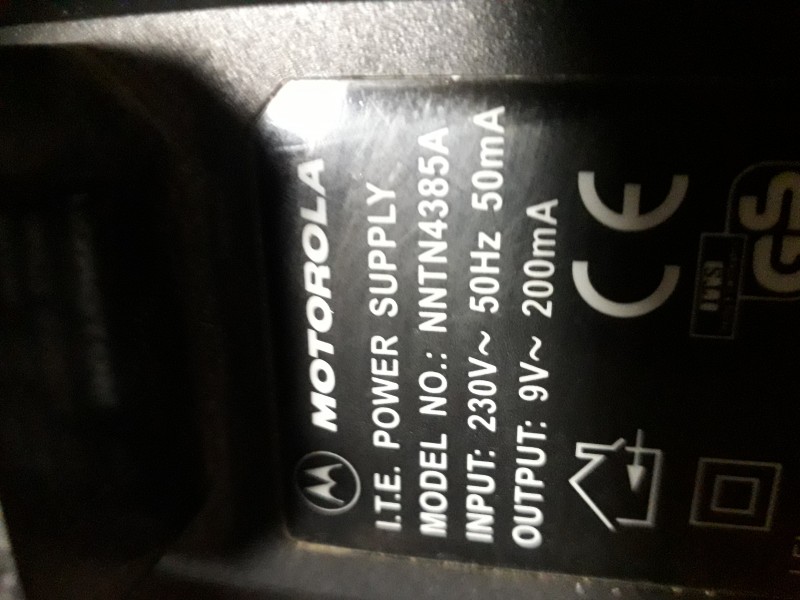 MOTOROLA
I.T.E. POWER SUPPLY
MODEL NO.: NNTN4385A
INPUT: 230V~ 50Hz 50mA
OUTPUT: 9V~ 200mA
CE
GS